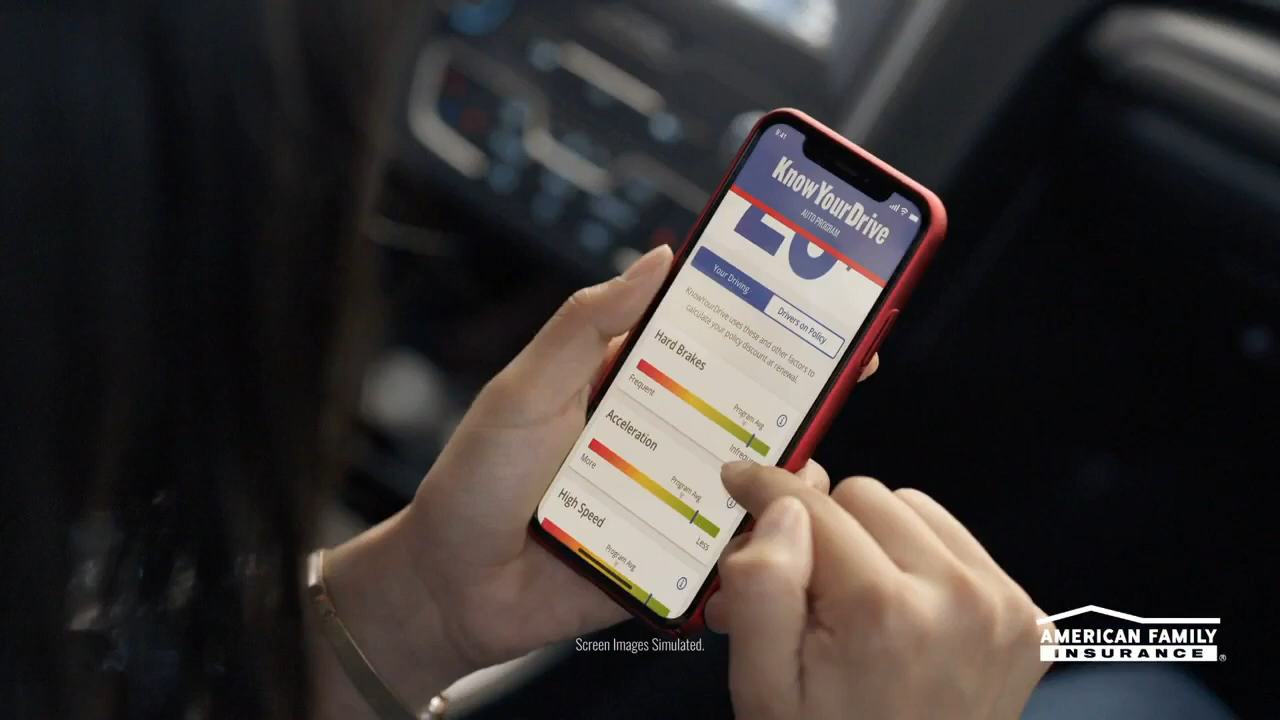 9:41
KnowYourDrive
AUTO PROGRAM
Your Driving
Drivers on Policy
KnowYourDrive uses these and other factors to
calculate your policy discount at renewal.
Hard Brakes
Program Avg
Frequent
Acceleration
Program Avg
More
Less
High Speed
Program Avg
Screen Images Simulated.
AMERICAN FAMILY
INSURANCE®